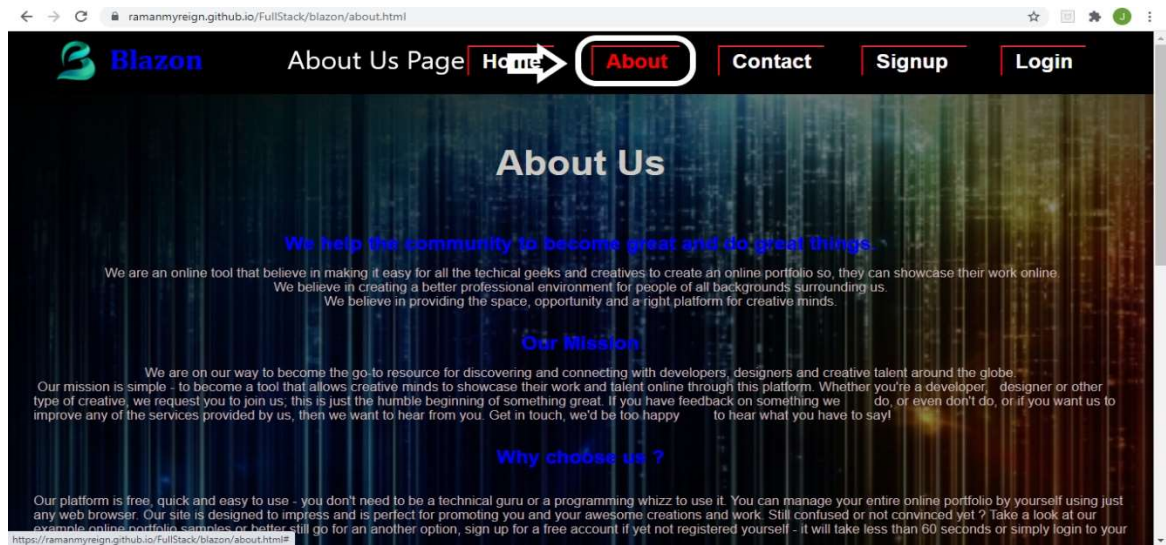 ramanmyreign.github.io/FullStack/blazon/about.html
J
Blazon
About Us Page
Home
About
Contact
Signup
Login
About Us
We help the community to become great and do great things.
We are an online tool that believe in making it easy for all the techical geeks and creatives to create an online portfolio so, they can showcase their work online.
We believe in creating a better professional environment for people of all backgrounds surrounding us.
We believe in providing the space, opportunity and a right platform for creative minds.
Our Mission
We are on our way to become the go-to resource for discovering and connecting with developers, designers and creative talent around the globe.
Our mission is simple - to become a tool that allows creative minds to showcase their work and talent online through this platform. Whether you're a developer, designer or other
type of creative, we request you to join us; this is just the humble beginning of something great. If you have feedback on something we do, or even don't do, or if you want us to
improve any of the services provided by us, then we want to hear from you. Get in touch, we'd be too happy to hear what you have to say!
Why choose us ?
Our platform is free, quick and easy to use - you don't need to be a technical guru or a programming whizz to use it. You can manage your entire online portfolio by yourself using just
any web browser. Our site is designed to impress and is perfect for promoting you and your awesome creations and work. Still confused or not convinced yet ? Take a look at our
example online portfolio samples or better still go for an another option, sign up for a free account if yet not registered yourself - it will take less than 60 seconds or simply login to your
https://ramanmyreign.github.io/FullStack/blazon/about.html#